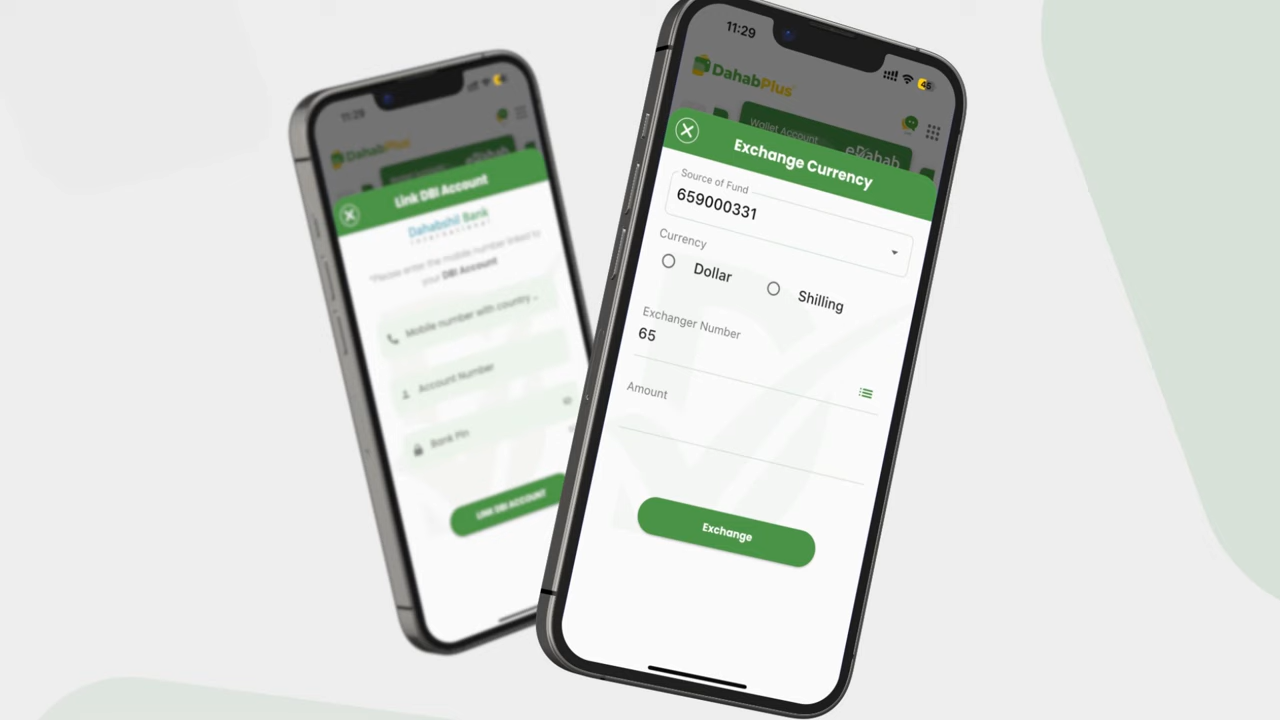 11:29
DahabPlus
Link DBI Account
Dahabshil Bank
International
*Please enter the mobile number linked by
your DBI Account
Mobile number with country ..
Account Number
Bank Pin
LINK DBI ACCOUNT
11:29
45
DahabPlus
Wallet Account
eDahab
Exchange Currency
Source of Fund
659000331
Currency
Dollar
Shilling
Exchanger Number
65
Amount
Exchange